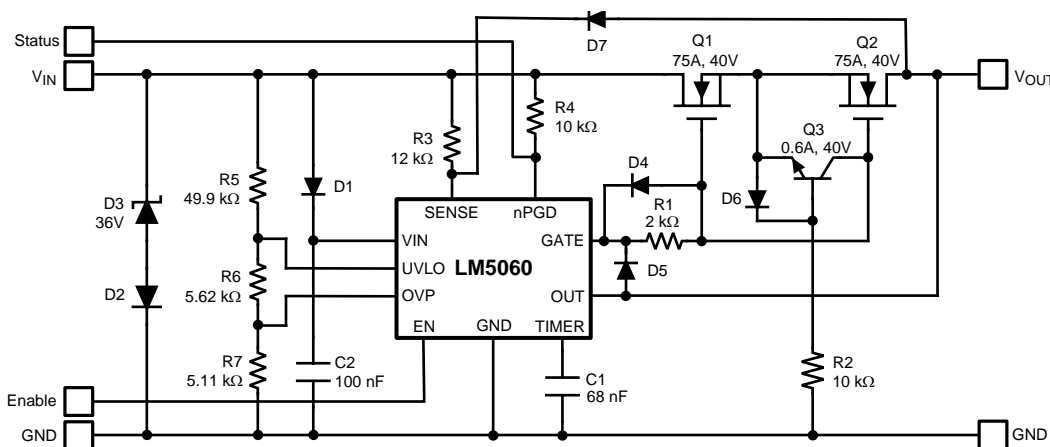 Status
D7
Q1
75A, 40V
Q2
75A, 40V
VIN
VOUT
R4
10 kΩ
R3
12 kΩ
Q3
0.6A, 40V
D4
R5
49.9 kΩ
D1
D3
36V
R1
2 kΩ
D6
SENSE
nPGD
VIN
GATE
UVLO
LM5060
D5
R6
5.62 kΩ
D2
OVP
OUT
EN
GND
TIMER
R7
5.11 kΩ
C2
100 nF
C1
68 nF
R2
10 kΩ
Enable
GND
GND